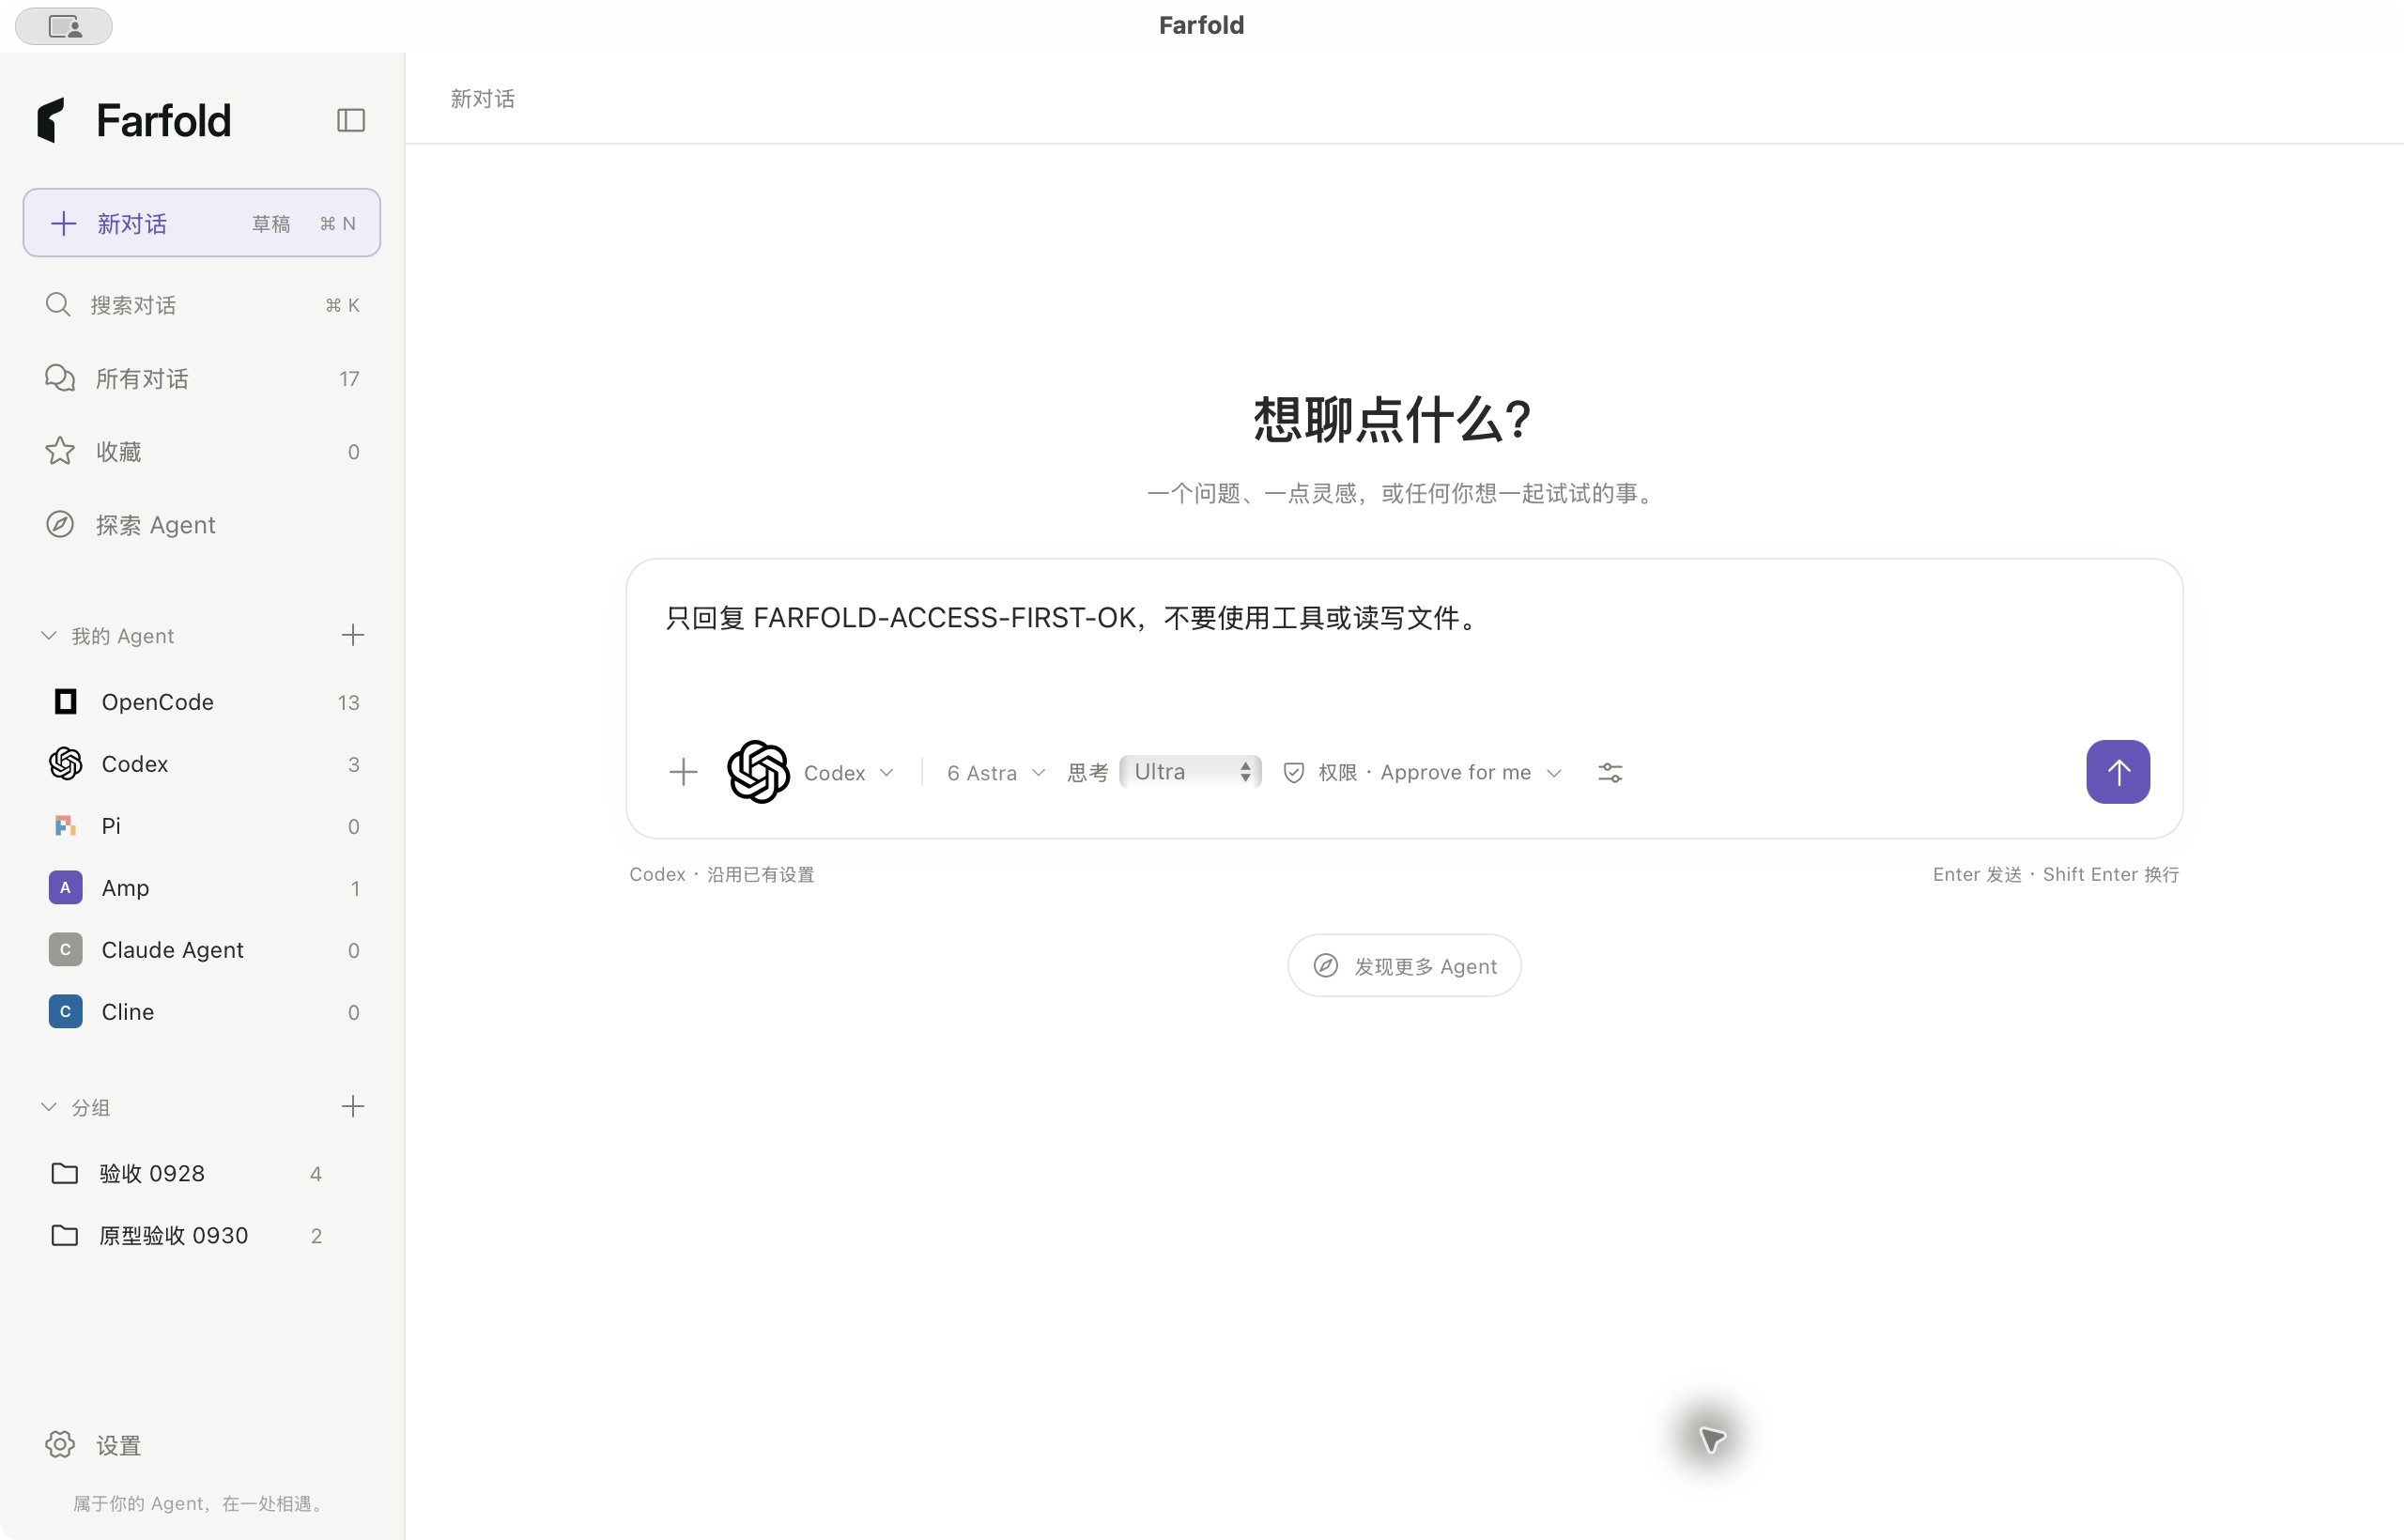 Farfold
Farfold
新对话 草稿 ⌘ N
搜索对话 ⌘ K
所有对话 17
收藏 0
探索 Agent
我的 Agent
OpenCode 13
Codex 3
Pi 0
A Amp 1
C Claude Agent 0
C Cline 0
分组
验收 0928 4
原型验收 0930 2
设置
属于你的 Agent，在一处相遇。
新对话
想聊点什么?
一个问题、一点灵感，或任何你想一起试试的事。
只回复 FARFOLD-ACCESS-FIRST-OK，不要使用工具或读写文件。
Codex 6 Astra 思考 Ultra 权限 · Approve for me
Codex · 沿用已有设置 Enter 发送 · Shift Enter 换行
发现更多 Agent